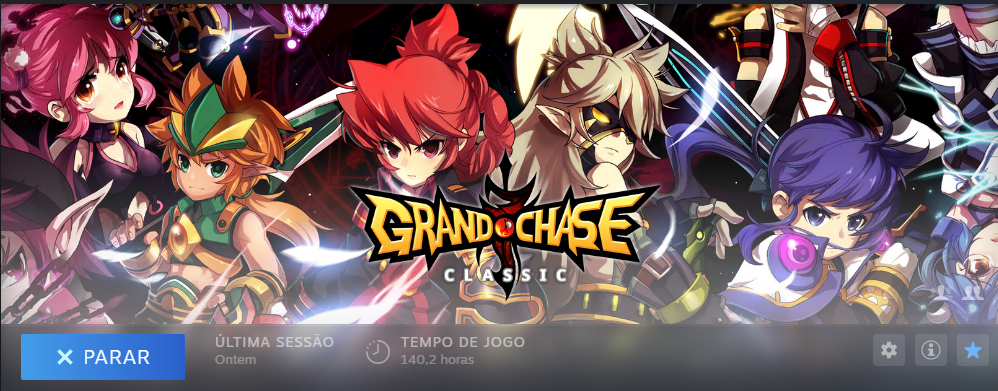 GRAND CHASE
CLASSIC
PARAR
ÚLTIMA SESSÃO
Ontem
TEMPO DE JOGO
140,2 horas